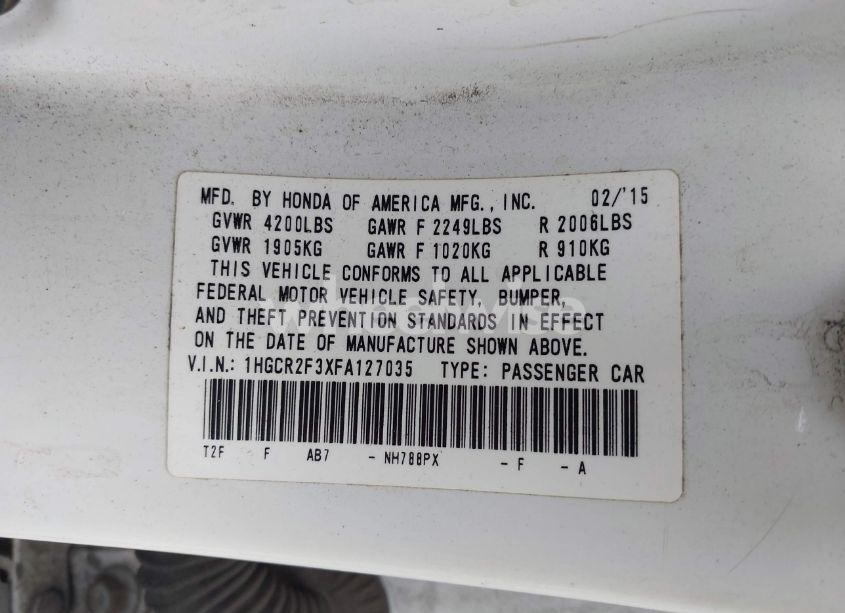 MFD. BY HONDA OF AMERICA MFG., INC. 02/'15
GVWR 4200LBS GAWR F 2249LBS R 2006LBS
GVWR 1905KG GAWR F 1020KG R 910KG
THIS VEHICLE CONFORMS TO ALL APPLICABLE
FEDERAL MOTOR VEHICLE SAFETY, BUMPER,
AND THEFT PREVENTION STANDARDS IN EFFECT
ON THE DATE OF MANUFACTURE SHOWN ABOVE.
V.I.N.: 1HGCR2F3XFA127035 TYPE: PASSENGER CAR
T2F F AB7 - NH788PX - F - A